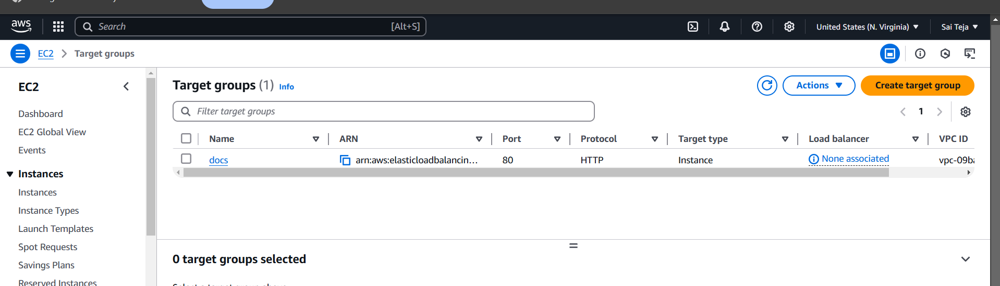 aws
Search [Alt+S]
United States (N. Virginia)
Sai Teja
EC2 > Target groups
EC2
Dashboard
EC2 Global View
Events
Instances
Instances
Instance Types
Launch Templates
Spot Requests
Savings Plans
Reserved Instances
Target groups (1) Info
Actions
Create target group
Filter target groups
1
Name ARN Port Protocol Target type Load balancer VPC ID
docs arn:aws:elasticloadbalancin… 80 HTTP Instance None associated vpc-09ba
0 target groups selected